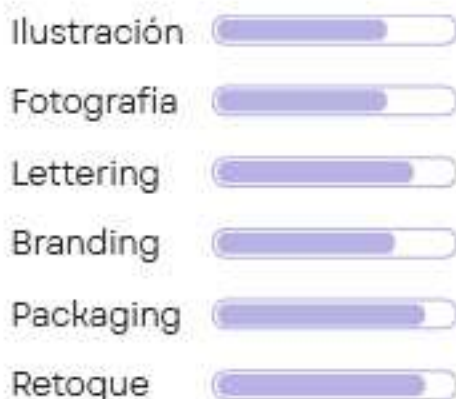 Ilustración
Fotografia
Lettering
Branding
Packaging
Retoque